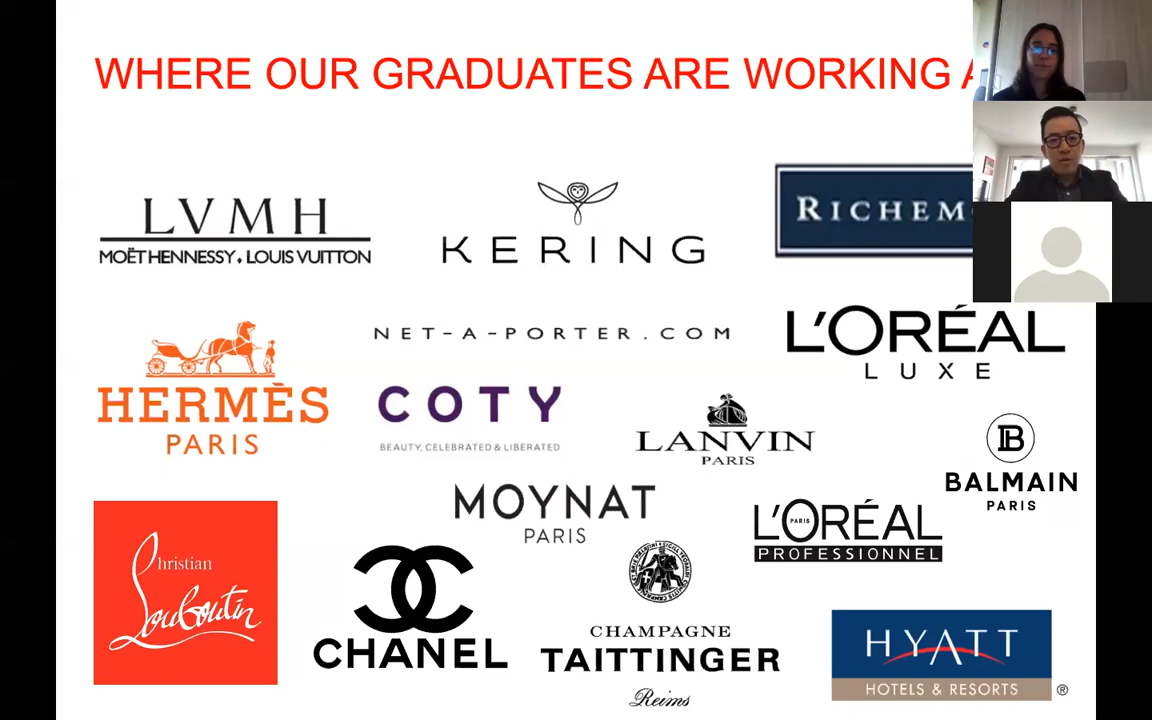 WHERE OUR GRADUATES ARE WORKING
LVMH
MOËT HENNESSY ♦ LOUIS VUITTON
KERING
RICHEM
HERMÈS
PARIS
NET-A-PORTER.COM
L'ORÉAL
LUXE
COTY
BEAUTY, CELEBRATED & LIBERATED
LANVIN
PARIS
B
BALMAIN
PARIS
MOYNAT
PARIS
L'ORÉAL
PARIS
PROFESSIONNEL
Christian
Louboutin
CHANEL
CHAMPAGNE
TAITTINGER
Reims
HYATT
HOTELS & RESORTS ®